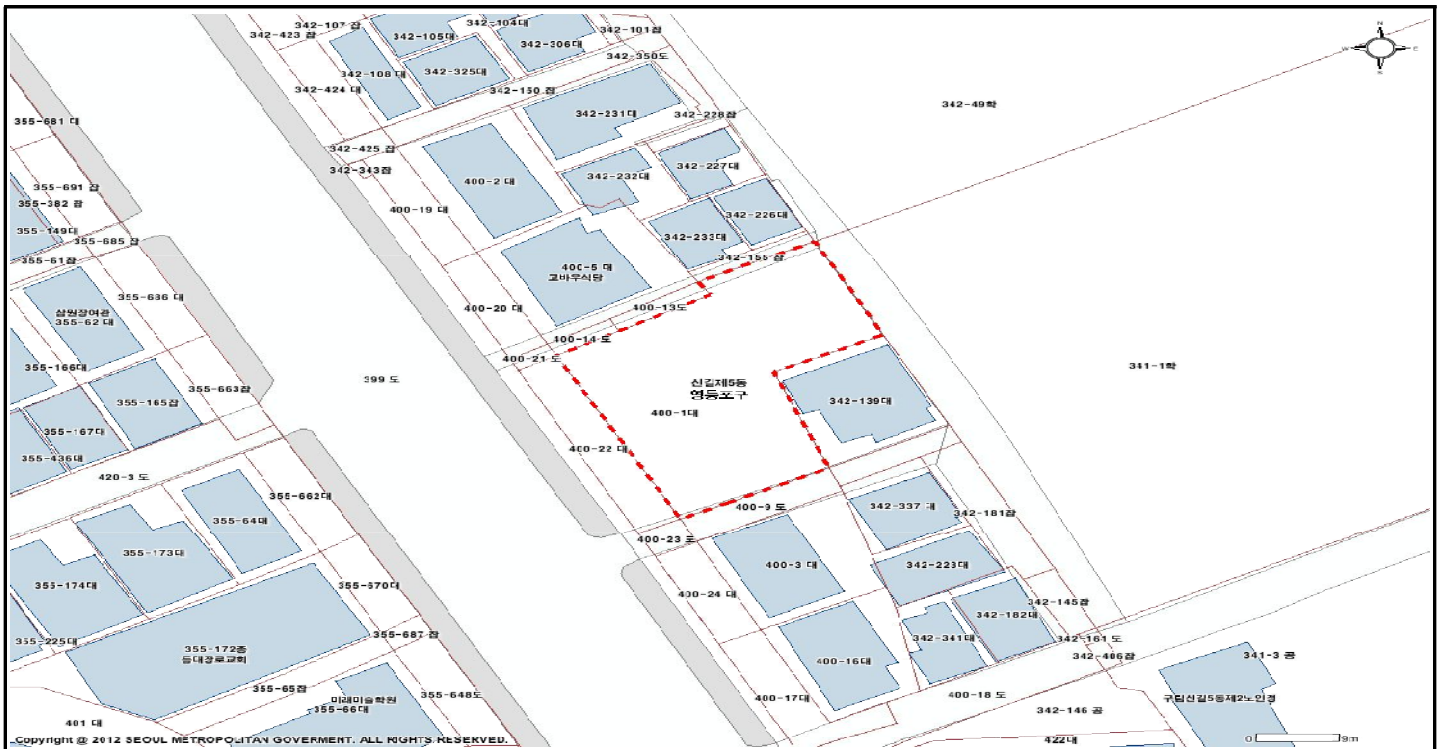 342-107 잡
342-423 잡
342-105대
342-104대
342-306대
342-101잡
342-350도
342-108 대
342-325대
342-424 대
342-160 잡
342-49학
342-231대
342-228잡
355-681 대
342-425 잡
342-343잡
400-2 대
342-232대
342-227대
355-691 잡
355-382 잡
355-149대
400-19 대
342-226대
342-233대
355-685 잡
355-61잡
342-155 잡
400-5 대
고바우식당
355-686 대
삼원장여관
355-62 대
400-20 대
400-13도
400-14 도
400-21 도
355-166대
399 도
341-1학
355-663잡
355-165잡
신길제5동
영등포구
400-1대
342-139대
355-167대
355-436대
400-22 대
420-3 도
355-662대
400-9 도
342-337 대
342-181잡
355-64대
400-23 도
355-173대
400-3 대
342-223대
355-174대
355-670대
400-24 대
342-145잡
342-182대
342-341대
342-161 도
355-225대
355-687 잡
355-172종
등대장로교회
342-406잡
341-3 공
400-16대
355-65잡
355-648도
미래미술학원
355-66대
400-17대
400-18 도
구립신길5동제2노인정
342-146 공
401 대
422대
Copyright @ 2012 SEOUL METROPOLITAN GOVERMENT. ALL RIGHTS RESERVED.
0 9m
N
W E
S